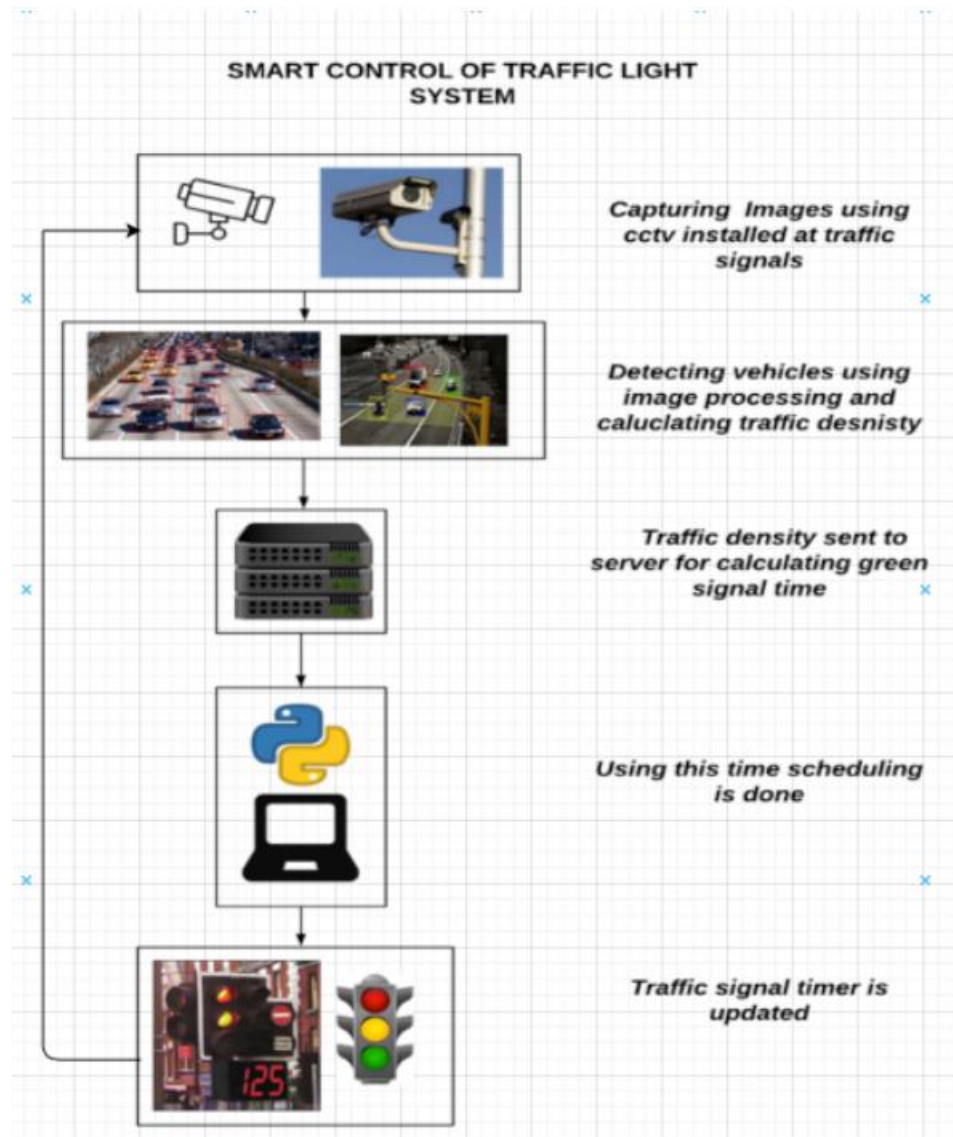 SMART CONTROL OF TRAFFIC LIGHT
SYSTEM
Capturing Images using
cctv installed at traffic
signals
Detecting vehicles using
image processing and
caluclating traffic desnisty
Traffic density sent to
server for calculating green
signal time
Using this time scheduling
is done
Traffic signal timer is
updated
125